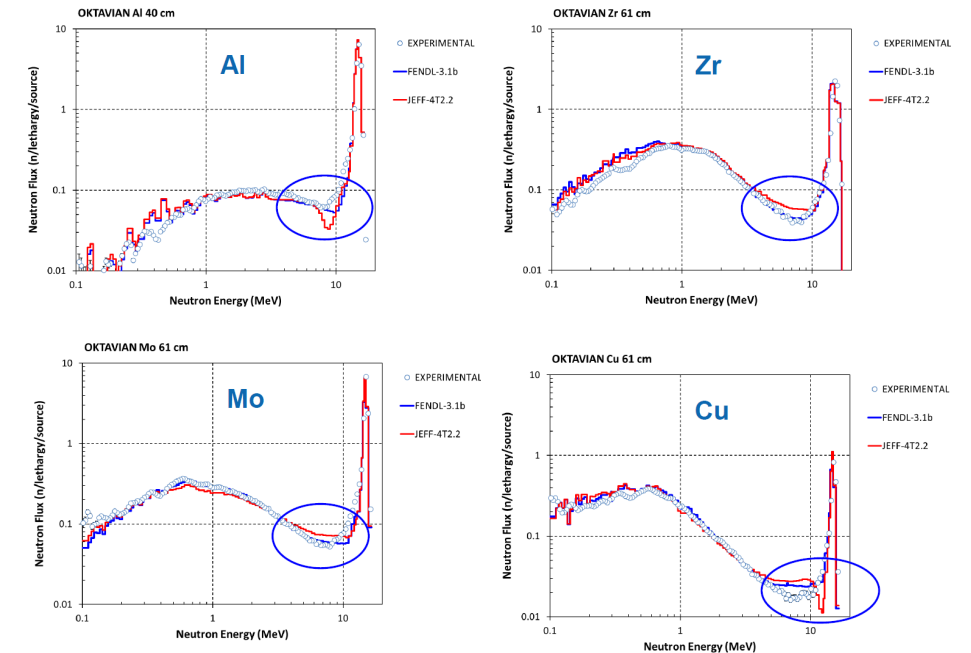 OKTAVIAN Al 40 cm
10
1
0.1
0.01
0.1
1
10
Neutron Flux (n/lethargy/source)
Neutron Energy (MeV)
Al
EXPERIMENTAL
FENDL-3.1b
JEFF-4T2.2
OKTAVIAN Zr 61 cm
10
1
0.1
0.01
0.1
1
10
Neutron Flux (n/lethargy/source)
Neutron Energy (MeV)
Zr
EXPERIMENTAL
FENDL-3.1b
JEFF-4T2.2
OKTAVIAN Mo 61 cm
10
1
0.1
0.01
0.1
1
10
Neutron Flux (n/lethargy/source)
Neutron Energy (MeV)
Mo
EXPERIMENTAL
FENDL-3.1b
JEFF-4T2.2
OKTAVIAN Cu 61 cm
10
1
0.1
0.01
0.1
1
10
Neutron Flux (n/lethargy/source)
Neutron Energy (MeV)
Cu
EXPERIMENTAL
FENDL-3.1b
JEFF-4T2.2